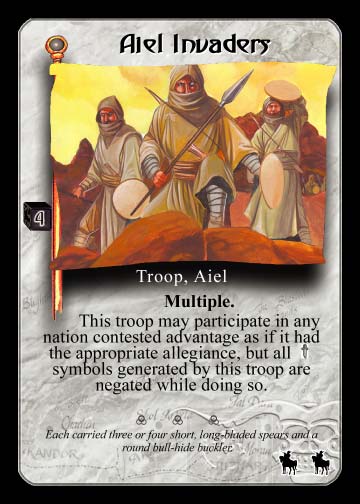 Aiel Invaders
4
Troop, Aiel
Multiple.
This troop may participate in any
nation contested advantage as if it had
the appropriate allegiance, but all
symbols generated by this troop are
negated while doing so.
Each carried three or four short, long-bladed spears and a
round bull-hide buckler.
KANDOR